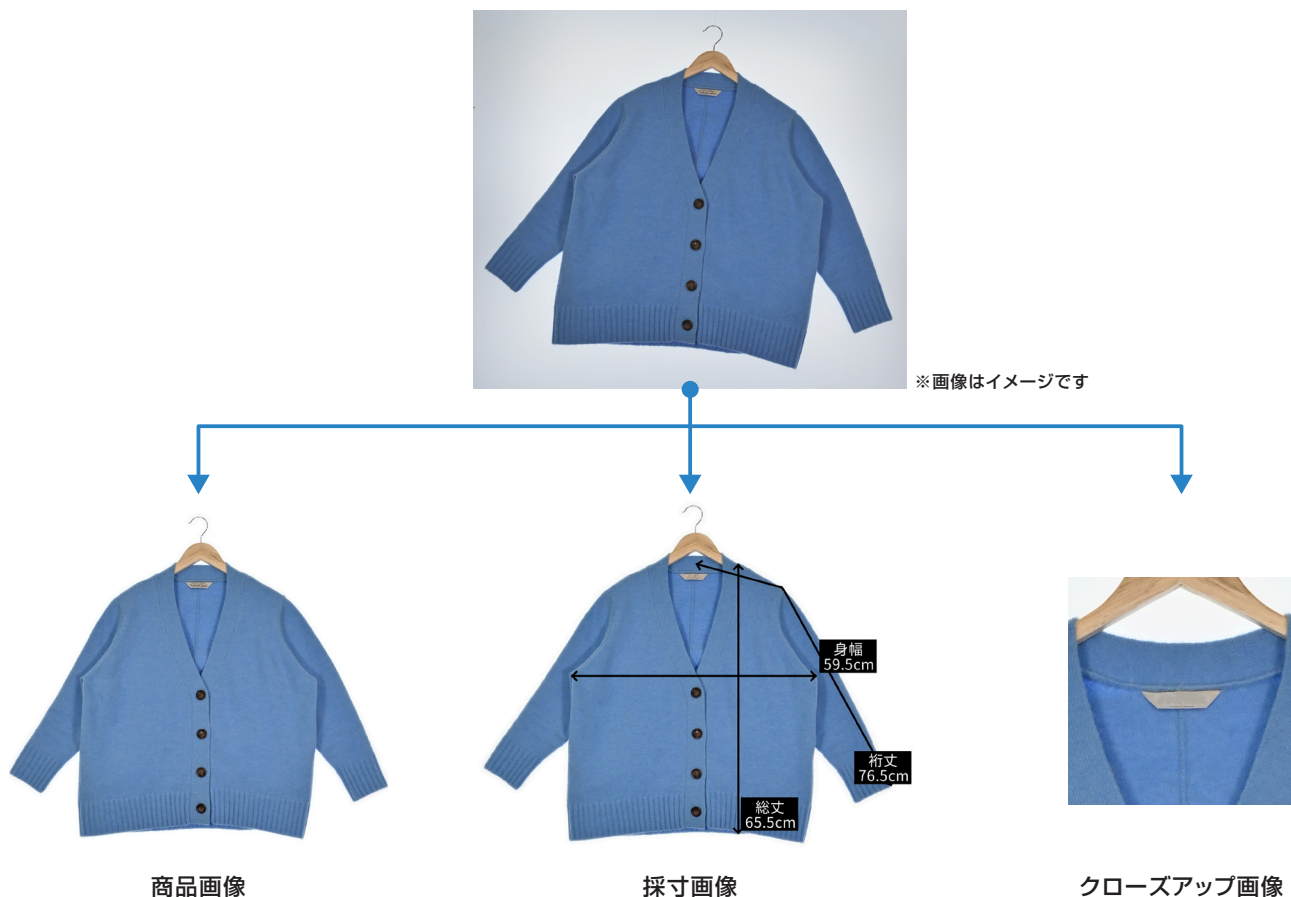 ※画像はイメージです
身幅
59.5cm
裄丈
76.5cm
総丈
65.5cm
商品画像
採寸画像
クローズアップ画像